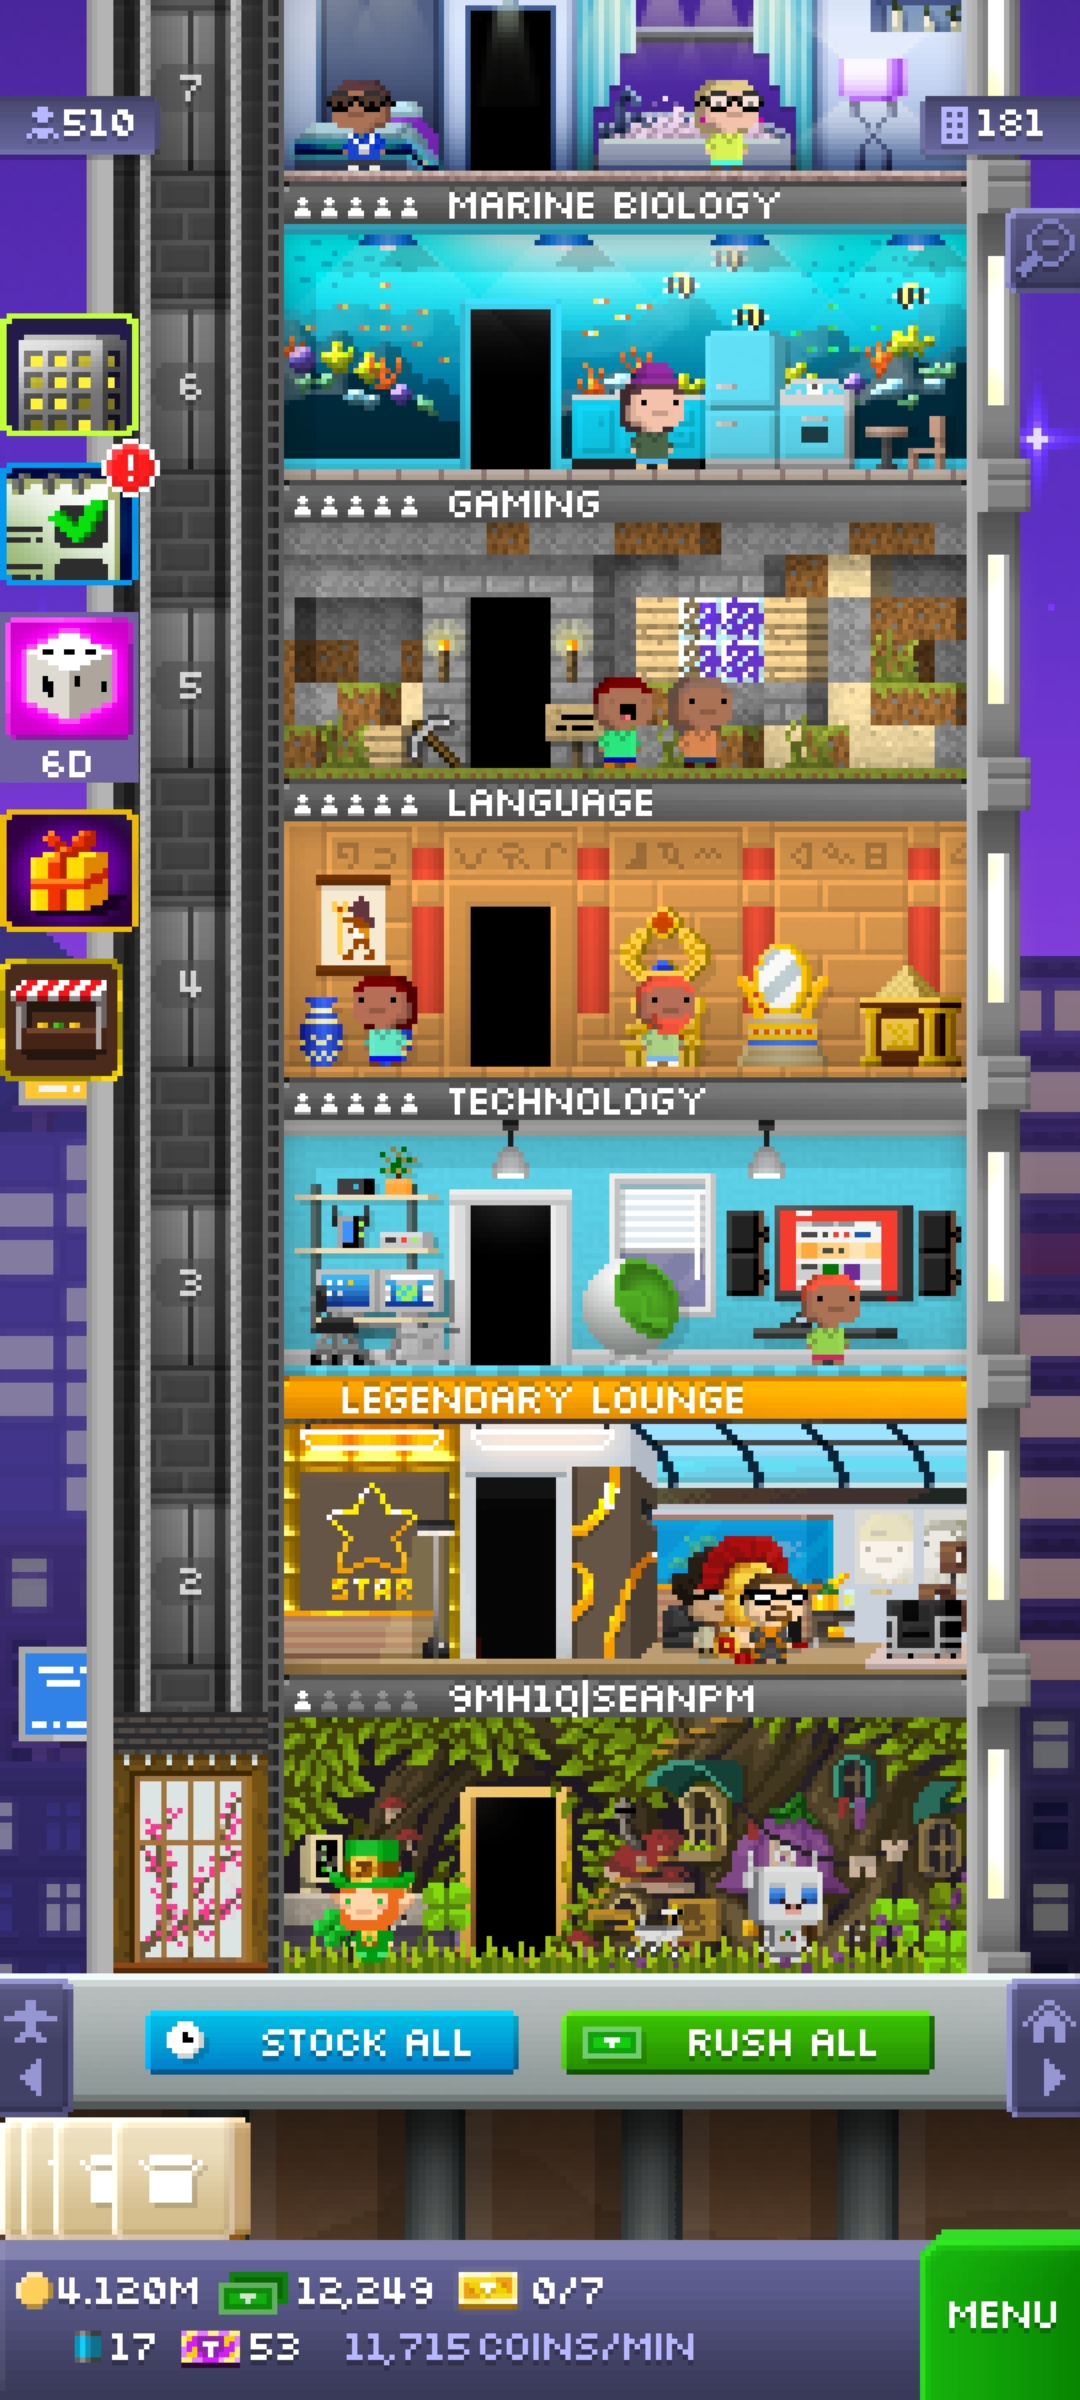 7
510
181
MARINE BIOLOGY
6
GAMING
5
6D
LANGUAGE
4
TECHNOLOGY
3
LEGENDARY LOUNGE
STAR
2
9MH1Q|SEANPM
STOCK ALL
RUSH ALL
4.120M 12,249 0/7
17 53 11,715 COINS/MIN
MENU